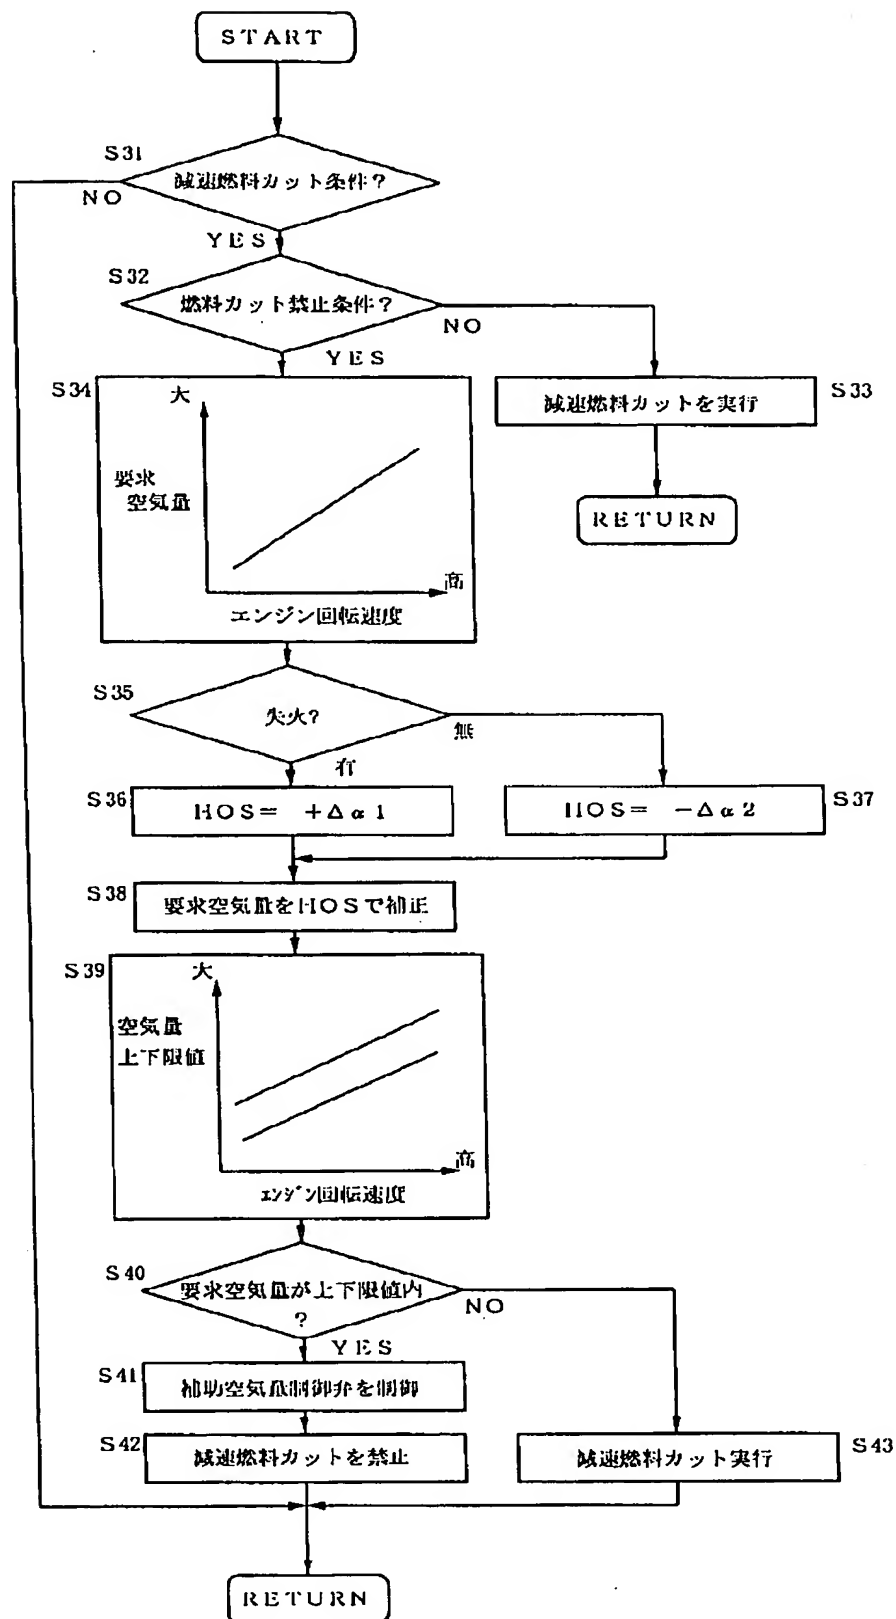 START
S31
減速燃料カット条件?
NO
YES
S32
燃料カット禁止条件?
NO
YES
S34
大
要求
空気量
高
エンジン回転速度
減速燃料カットを実行
S33
RETURN
S35
失火?
無
有
S36
HOS= +Δα1
HOS= -Δα2
S37
S38
要求空気量をHOSで補正
S39
大
空気量
上下限値
高
エンジン回転速度
S40
要求空気量が上下限値内
?
NO
YES
S41
補助空気量制御弁を制御
S42
減速燃料カットを禁止
減速燃料カット実行
S43
RETURN